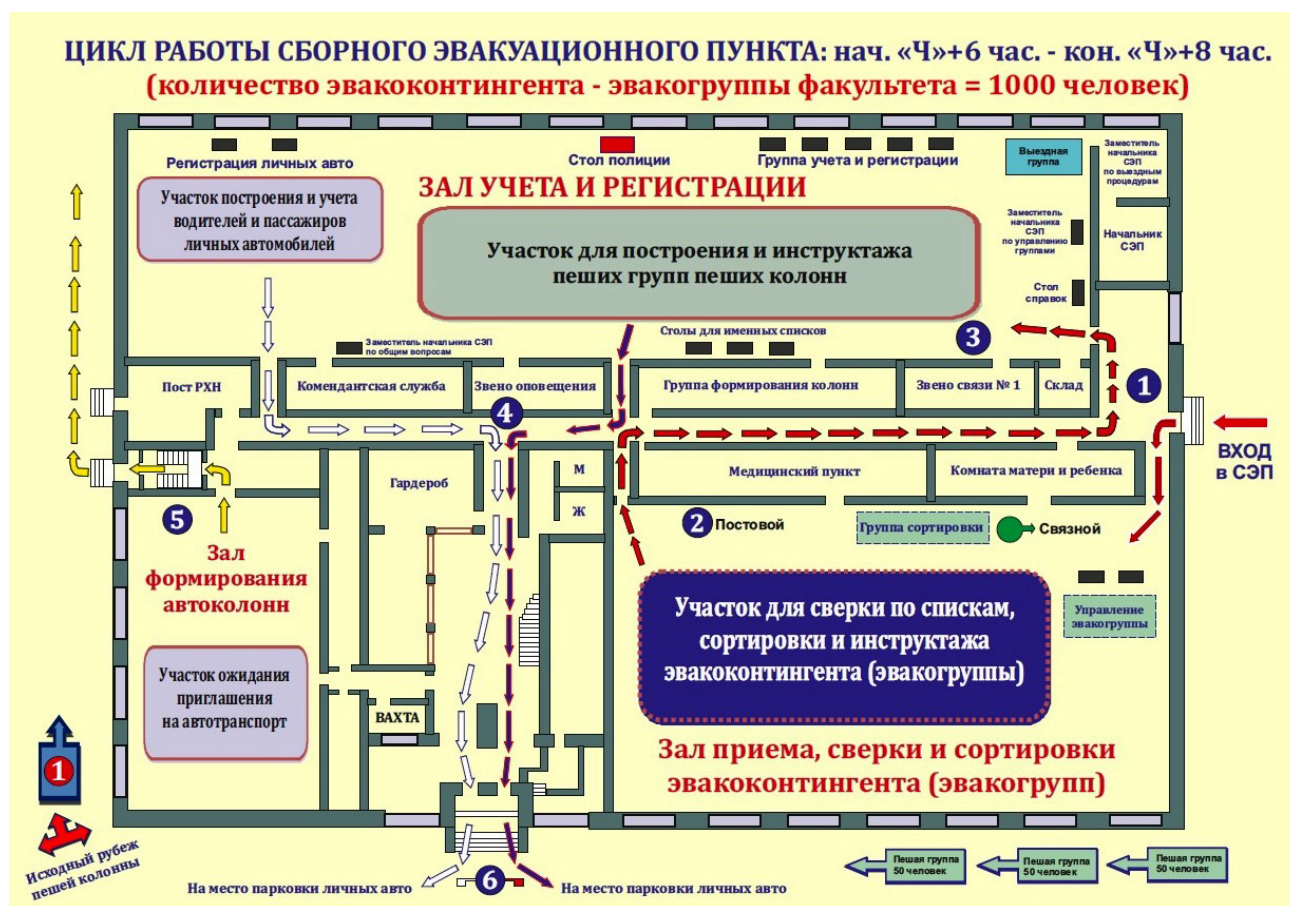 ЦИКЛ РАБОТЫ СБОРНОГО ЭВАКУАЦИОННОГО ПУНКТА: нач. «Ч»+6 час. - кон. «Ч»+8 час.
(количество эвакоконтингента - эвакогруппы факультета = 1000 человек)
Регистрация личных авто
Стол полиции
Группа учета и регистрации
Выездная
группа
Заместитель
начальника
СЭП
по выездным
процедурам
Участок построения и учета
водителей и пассажиров
личных автомобилей
ЗАЛ УЧЕТА И РЕГИСТРАЦИИ
Участок для построения и инструктажа
пеших групп пеших колонн
Заместитель
начальника
СЭП
по управлению
группами
Начальник
СЭП
Стол
справок
Заместитель начальника СЭП
по общим вопросам
Столы для именных списков
3
Пост РХН
Комендантская служба
Звено оповещения
Группа формирования колонн
Звено связи № 1
Склад
1
4
ВХОД
в СЭП
Гардероб
М
Ж
Медицинский пункт
Комната матери и ребенка
5
2
Постовой
Группа сортировки
Связной
Зал
формирования
автоколонн
Участок для сверки по спискам,
сортировки и инструктажа
эвакоконтингента (эвакогруппы)
Управление
эвакогруппы
Участок ожидания
приглашения
на автотранспорт
ВАХТА
Зал приема, сверки и сортировки
эвакоконтингента (эвакогрупп)
1
Исходный рубеж
пешей колонны
На место парковки личных авто
6
На место парковки личных авто
Пешая группа
50 человек
Пешая группа
50 человек
Пешая группа
50 человек